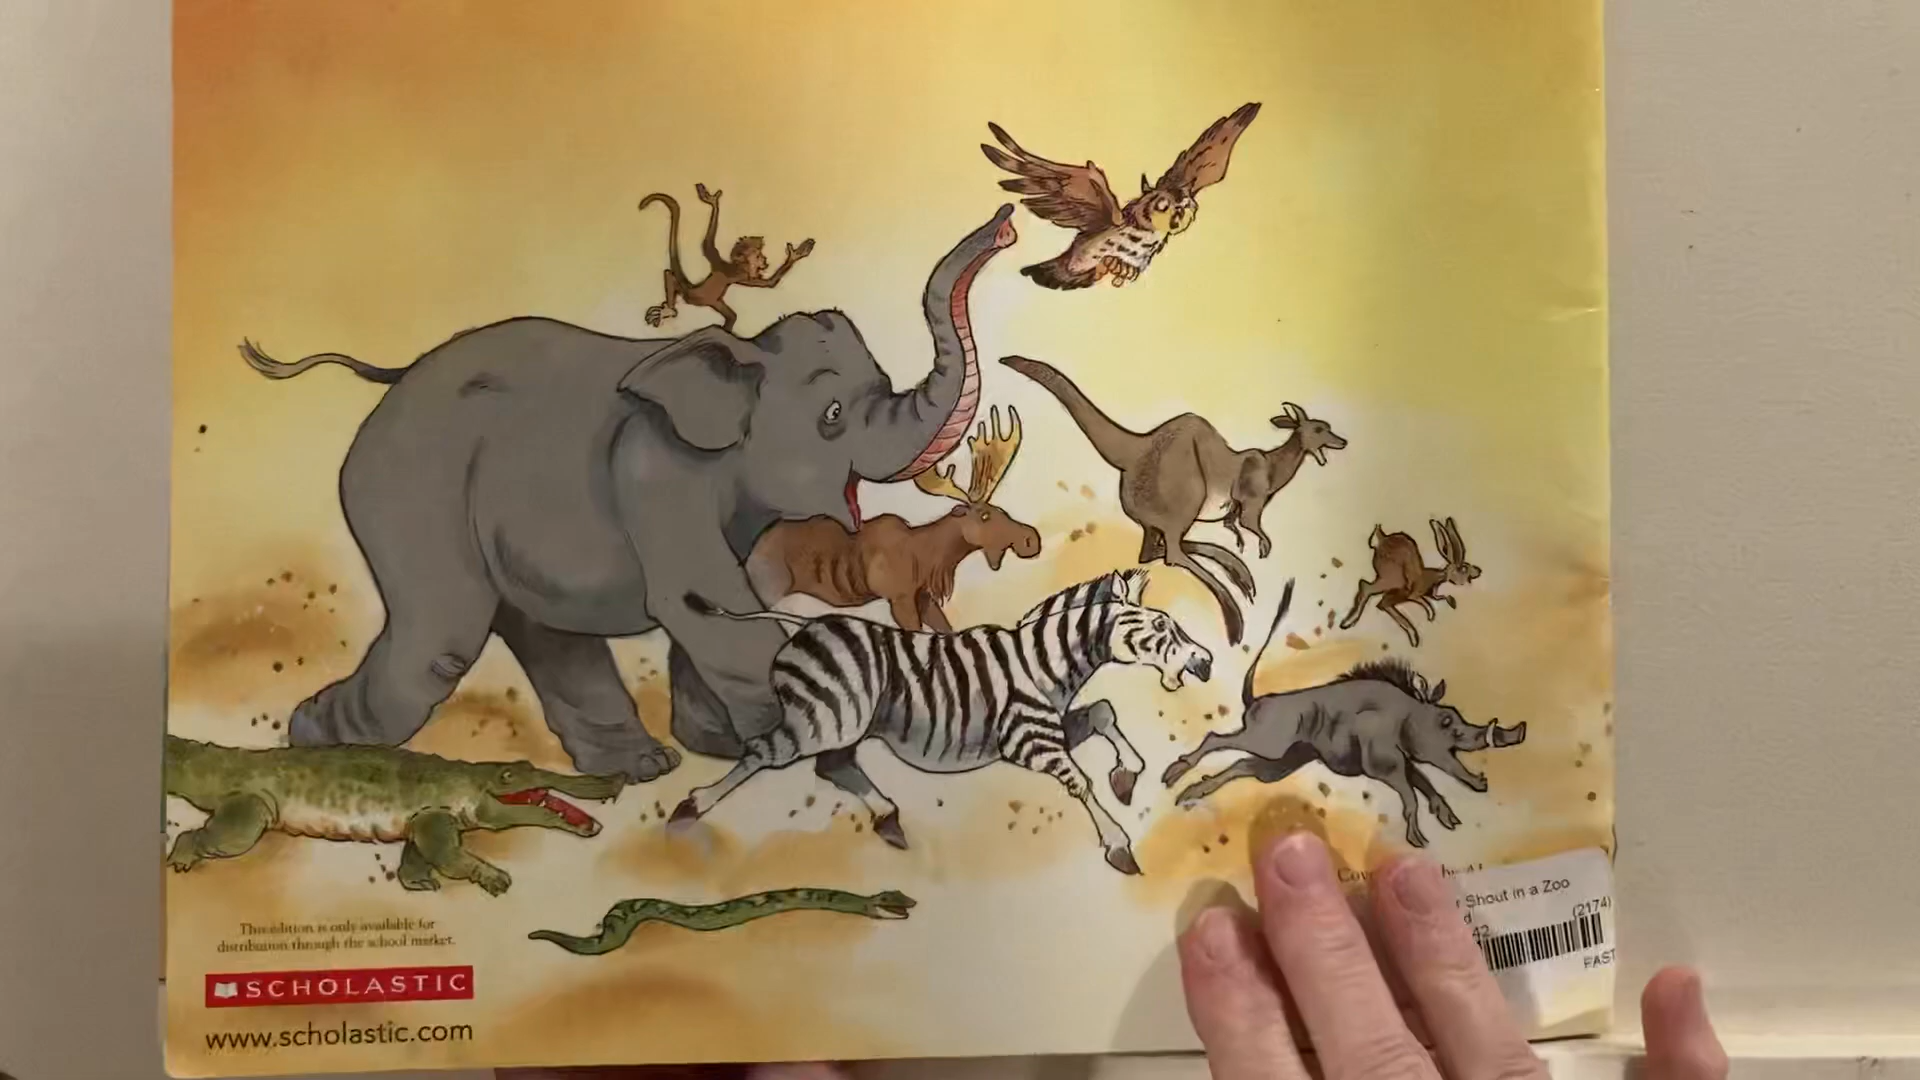 This edition is only available for
distribution through the school market.
SCHOLASTIC
www.scholastic.com
Shout in a Zoo
(2174)
42
FAST